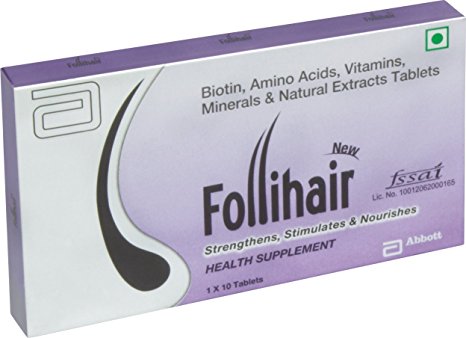 Follihair
Biotin, Amino Acids, Vitamins,
Minerals & Natural Extracts Tablets
New
Follihair
fssai
Lic. No. 10012062000165
Strengthens, Stimulates & Nourishes
HEALTH SUPPLEMENT
1 X 10 Tablets
Abbott